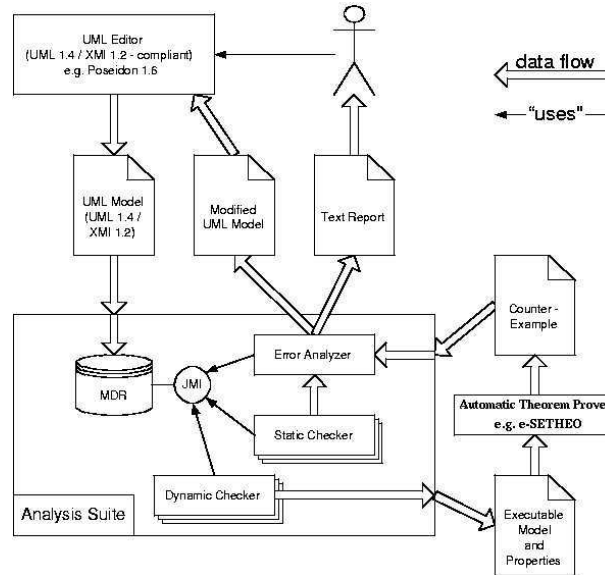 UML Editor
(UML 1.4 / XMI 1.2 - compliant)
e.g. Poseidon 1.6
data flow
"uses"
UML Model
(UML 1.4 /
XMI 1.2)
Modified
UML Model
Text Report
Counter -
Example
Error Analyzer
MDR
JMI
Automatic Theorem Prove
e.g. e-SETHEO
Static Checker
Dynamic Checker
Analysis Suite
Executable
Model
and
Properties